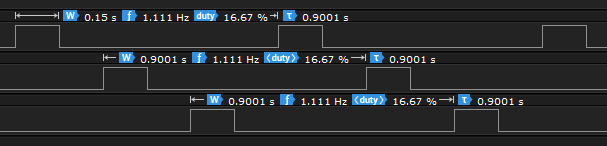 W 0.15 s f 1.111 Hz duty 16.67 % τ 0.9001 s
W 0.9001 s f 1.111 Hz ⟨duty⟩ 16.67 % τ 0.9001 s
W 0.9001 s f 1.111 Hz ⟨duty⟩ 16.67 % τ 0.9001 s